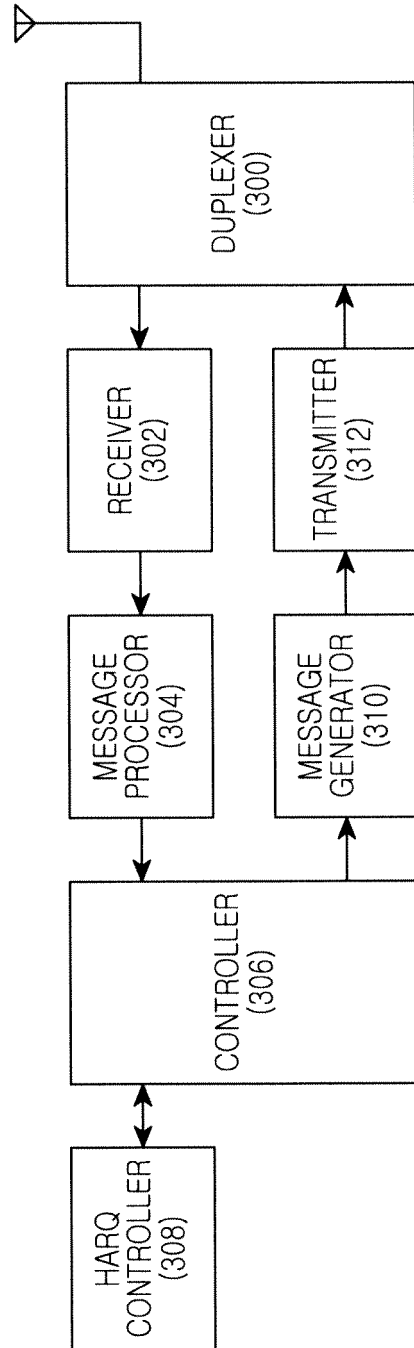 HARQ
CONTROLLER
(308)
CONTROLLER
(306)
MESSAGE
PROCESSOR
(304)
RECEIVER
(302)
DUPLEXER
(300)
MESSAGE
GENERATOR
(310)
TRANSMITTER
(312)